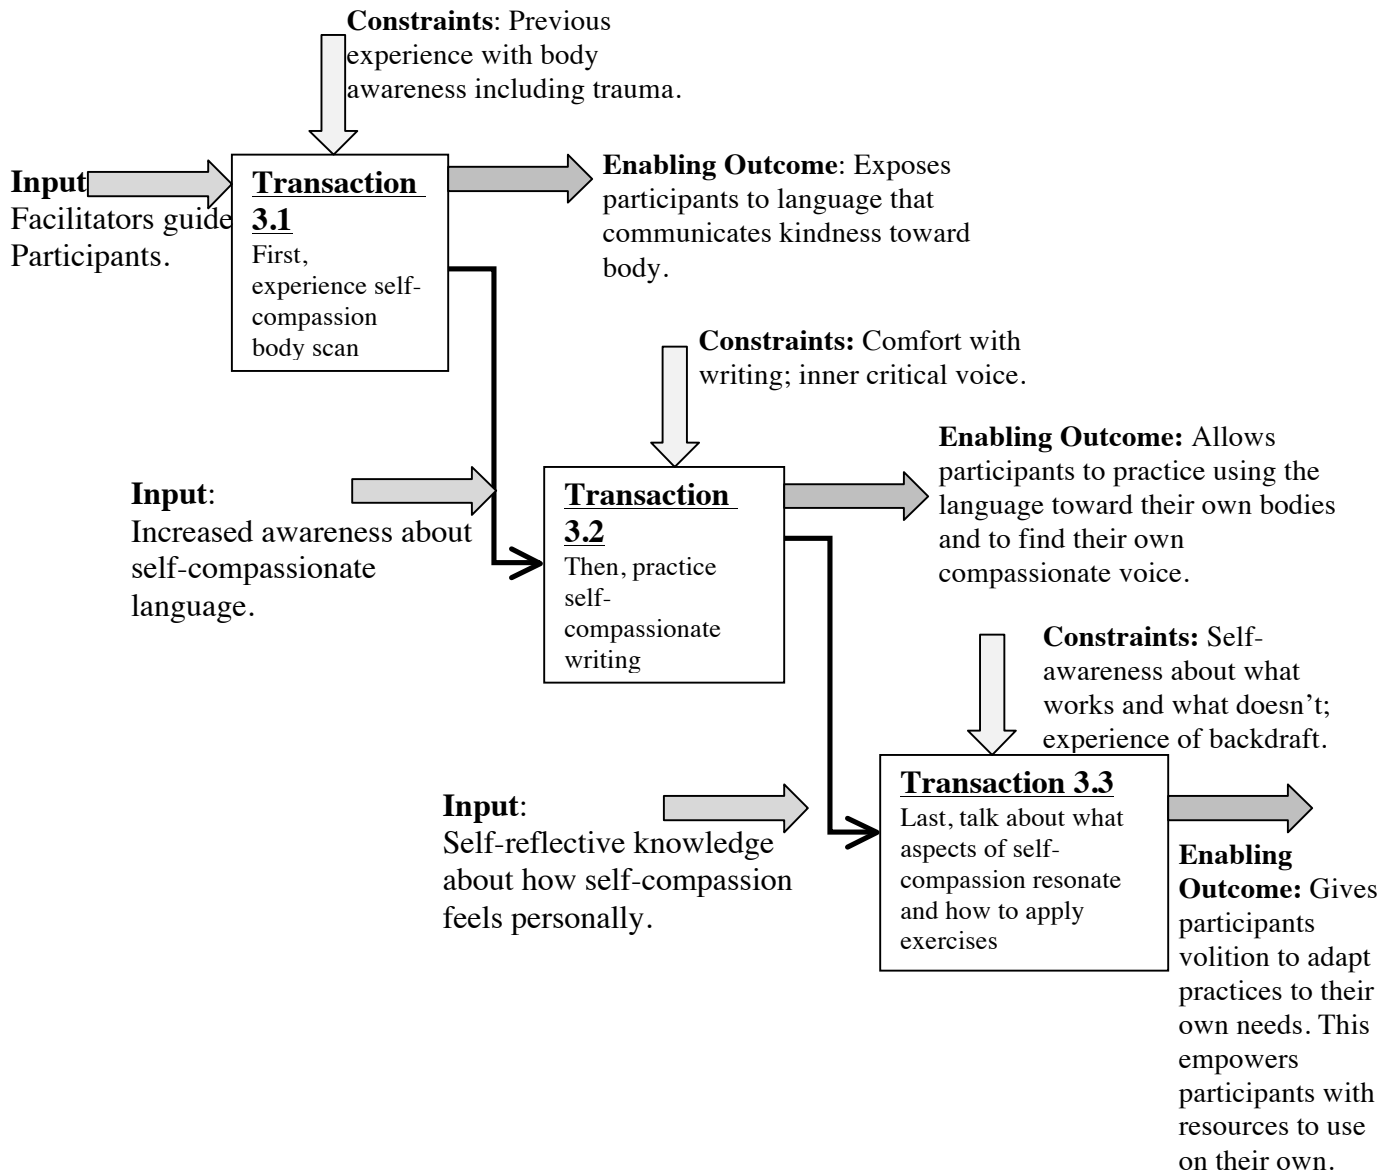 Constraints: Previous
experience with body
awareness including trauma.
Input
Facilitators guide
Participants.
Transaction
3.1
First,
experience self-
compassion
body scan
Enabling Outcome: Exposes
participants to language that
communicates kindness toward
body.
Constraints: Comfort with
writing; inner critical voice.
Input:
Increased awareness about
self-compassionate
language.
Transaction
3.2
Then, practice
self-
compassionate
writing
Enabling Outcome: Allows
participants to practice using the
language toward their own bodies
and to find their own
compassionate voice.
Constraints: Self-
awareness about what
works and what doesn’t;
experience of backdraft.
Input:
Self-reflective knowledge
about how self-compassion
feels personally.
Transaction 3.3
Last, talk about what
aspects of self-
compassion resonate
and how to apply
exercises
Enabling
Outcome: Gives
participants
volition to adapt
practices to their
own needs. This
empowers
participants with
resources to use
on their own.